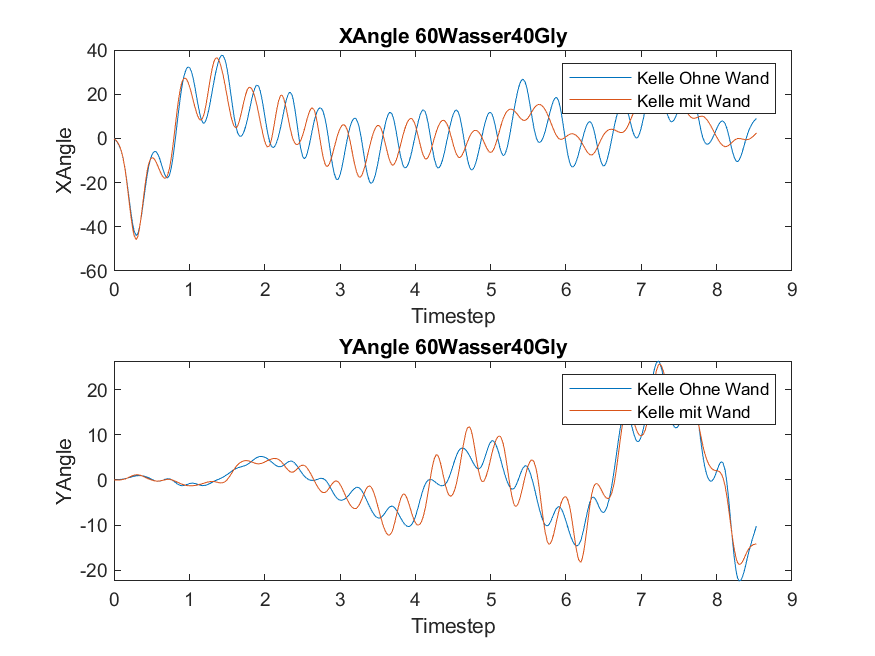 XAngle 60Wasser40Gly
40
20
0
-20
-40
-60
XAngle
Kelle Ohne Wand
Kelle mit Wand
0 1 2 3 4 5 6 7 8 9
Timestep
YAngle 60Wasser40Gly
20
10
0
-10
-20
YAngle
Kelle Ohne Wand
Kelle mit Wand
0 1 2 3 4 5 6 7 8 9
Timestep